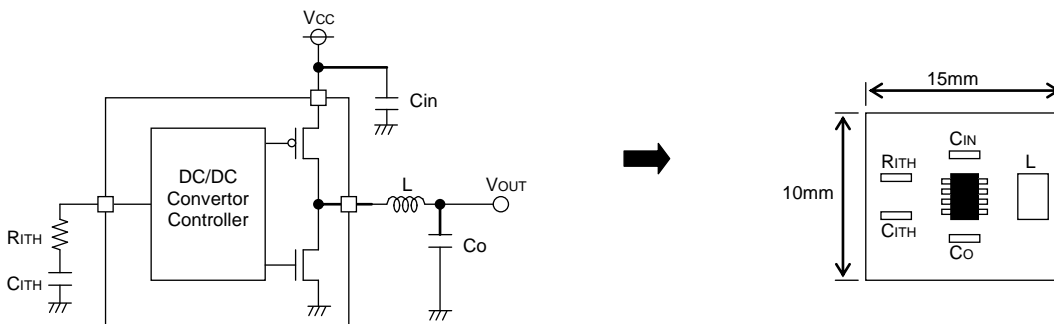 VCC
Cin
DC/DC
Convertor
Controller
L
VOUT
RITH
CITH
Co
15mm
10mm
CIN
RITH
L
CITH
CO